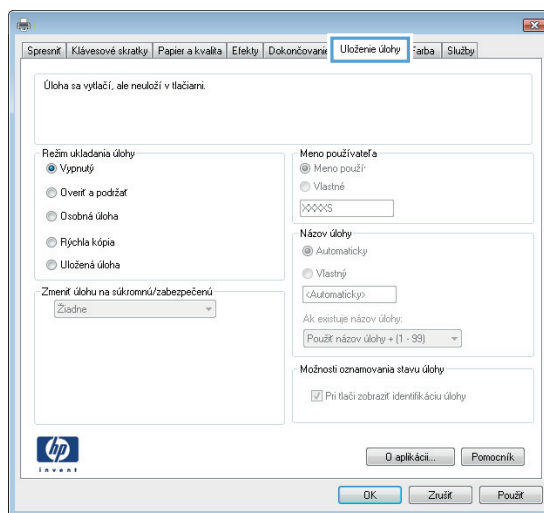 Spresniť Klávesové skratky Papier a kvalita Efekty Dokončovanie Uloženie úlohy Farba Služby
Úloha sa vytlačí, ale neuloží v tlačiarni.
Režim ukladania úlohy
Vypnutý
Overiť a podržať
Osobná úloha
Rýchla kópia
Uložená úloha
Zmeniť úlohu na súkromnú/zabezpečenú
Žiadne
Meno používateľa
Meno použí
Vlastné
XXXXS
Názov úlohy
Automaticky
Vlastný
<Automaticky>
Ak existuje názov úlohy:
Použiť názov úlohy + (1 - 99)
Možnosti oznamovania stavu úlohy
Pri tlači zobraziť identifikáciu úlohy
hp
invent
O aplikácii... Pomocník
OK Zrušiť Použiť